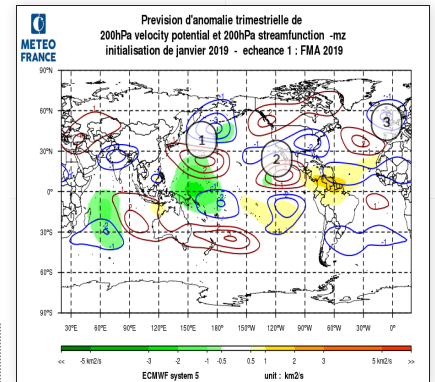 METEO
FRANCE
Prevision d'anomalie trimestrielle de
200hPa velocity potential et 200hPa streamfunction -mz
initialisation de janvier 2019 - echeance 1 : FMA 2019
90°N
60°N
30°N
0°
30°S
60°S
90°S
1
2
3
30°E 60°E 90°E 120°E 150°E 180° 150°W 120°W 90°W 60°W 30°W 0°
<< -5 km2/s -3 -2 -1 -0.5 0.5 1 2 3 5 km2/s >>
ECMWF system 5 unit : km2/s